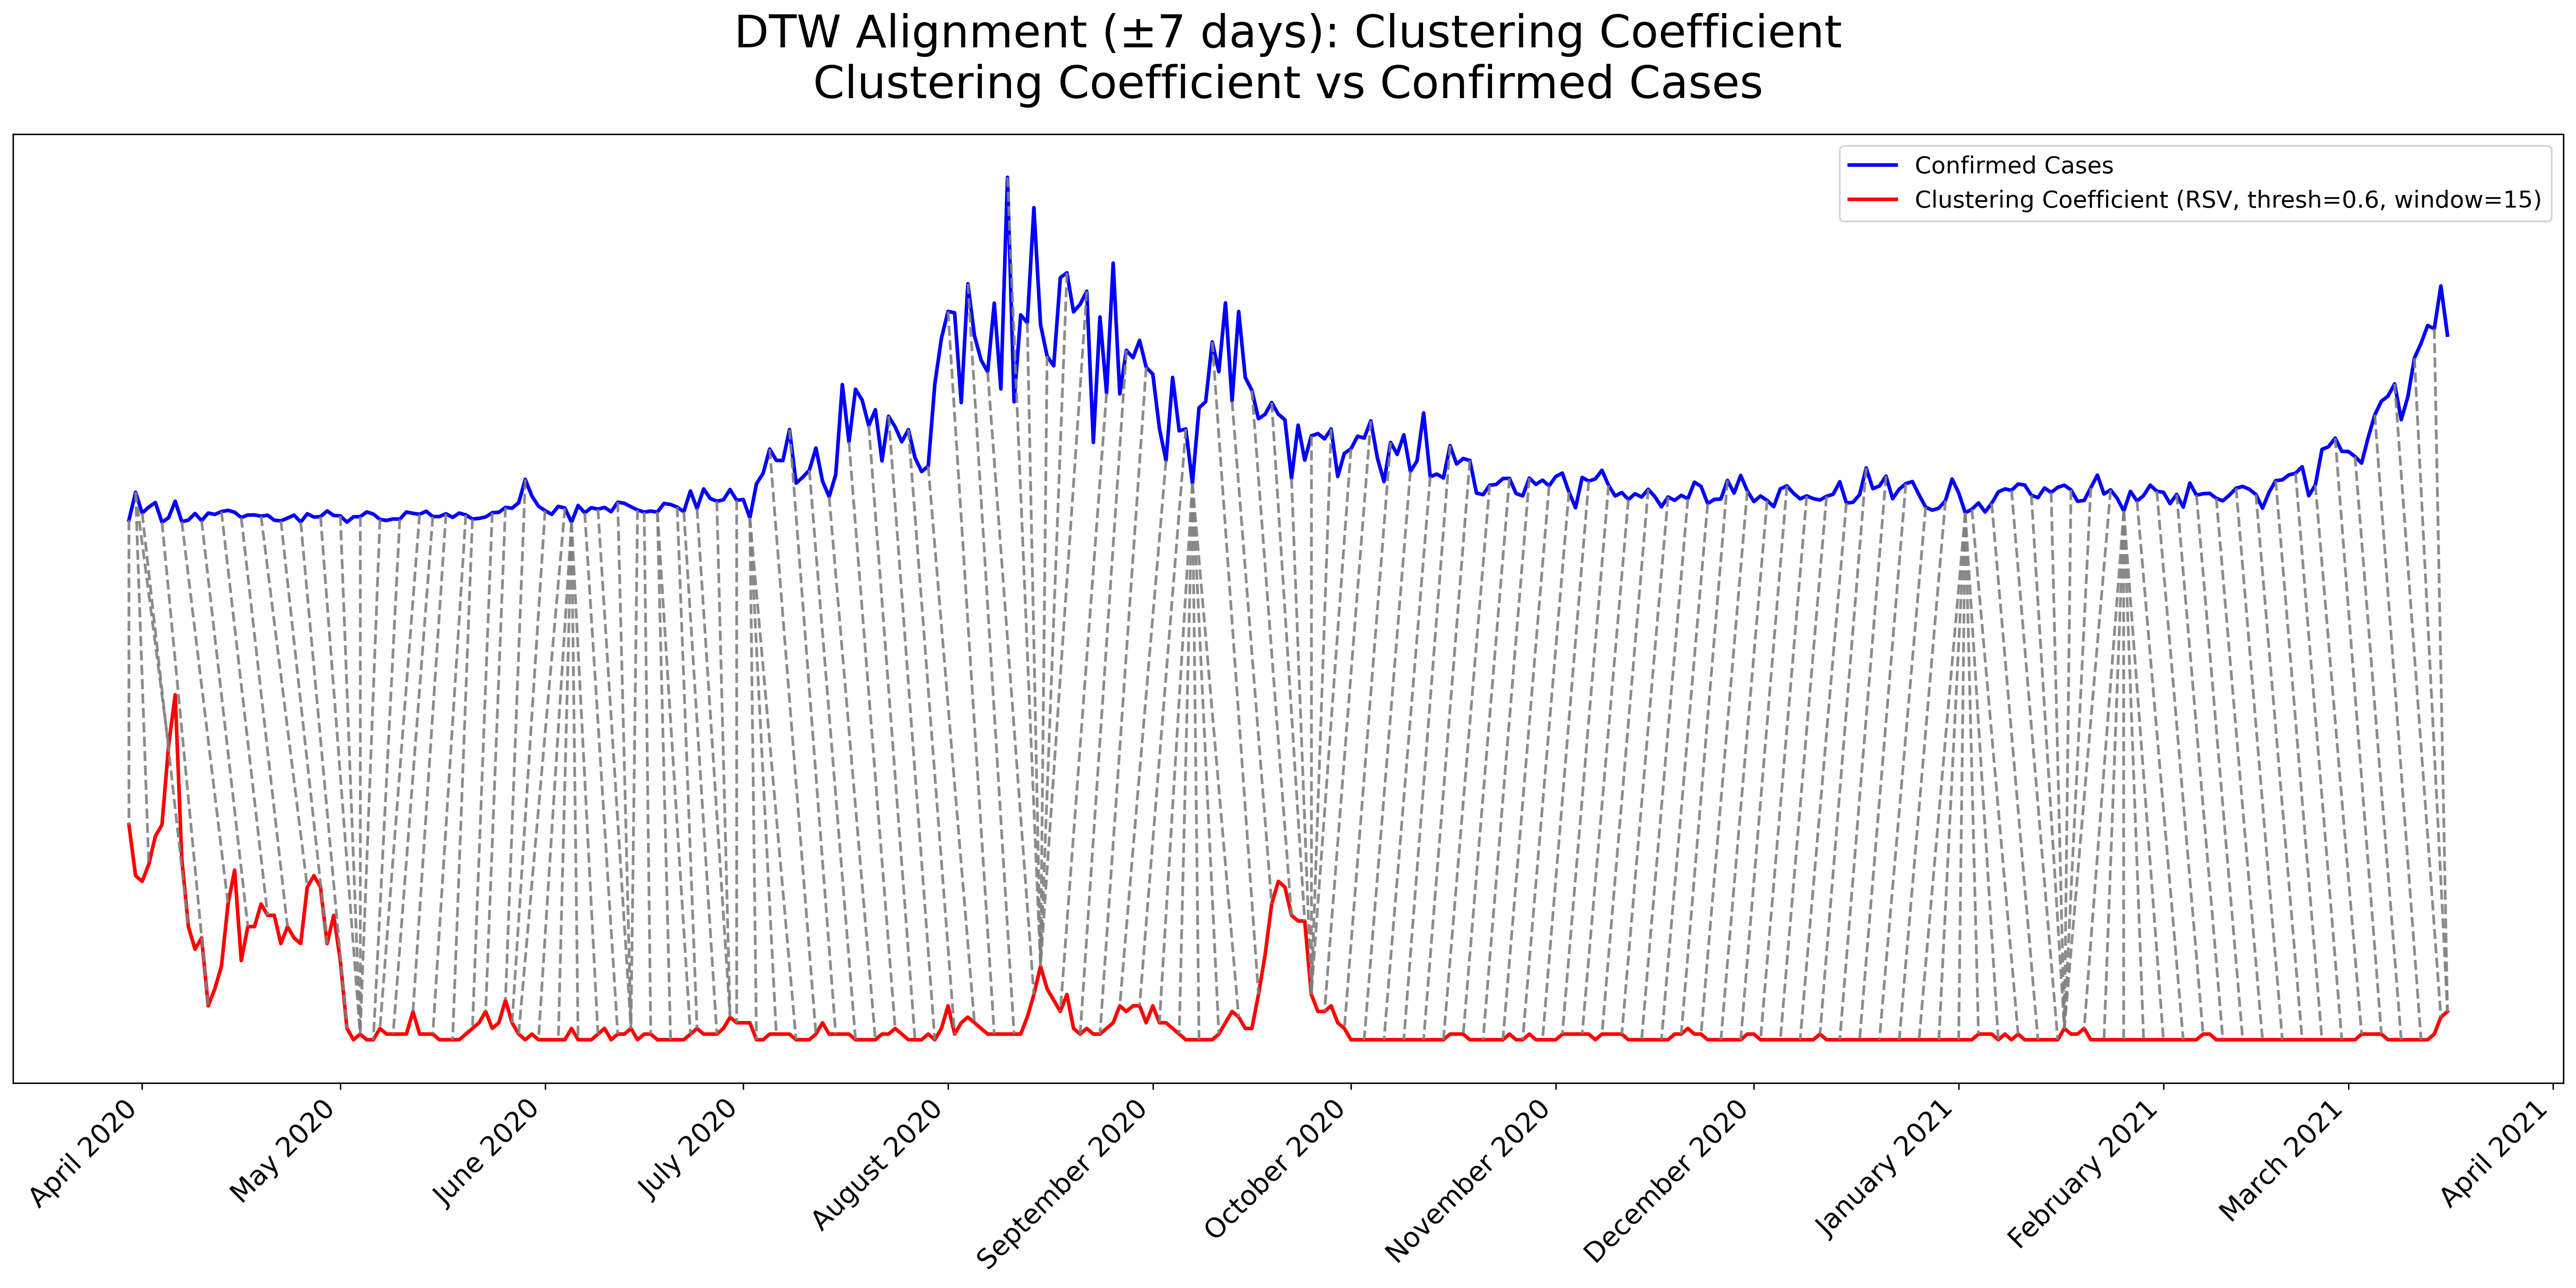 DTW Alignment (±7 days): Clustering Coefficient
Clustering Coefficient vs Confirmed Cases
Confirmed Cases
Clustering Coefficient (RSV, thresh=0.6, window=15)
April 2020
May 2020
June 2020
July 2020
August 2020
September 2020
October 2020
November 2020
December 2020
January 2021
February 2021
March 2021
April 2021